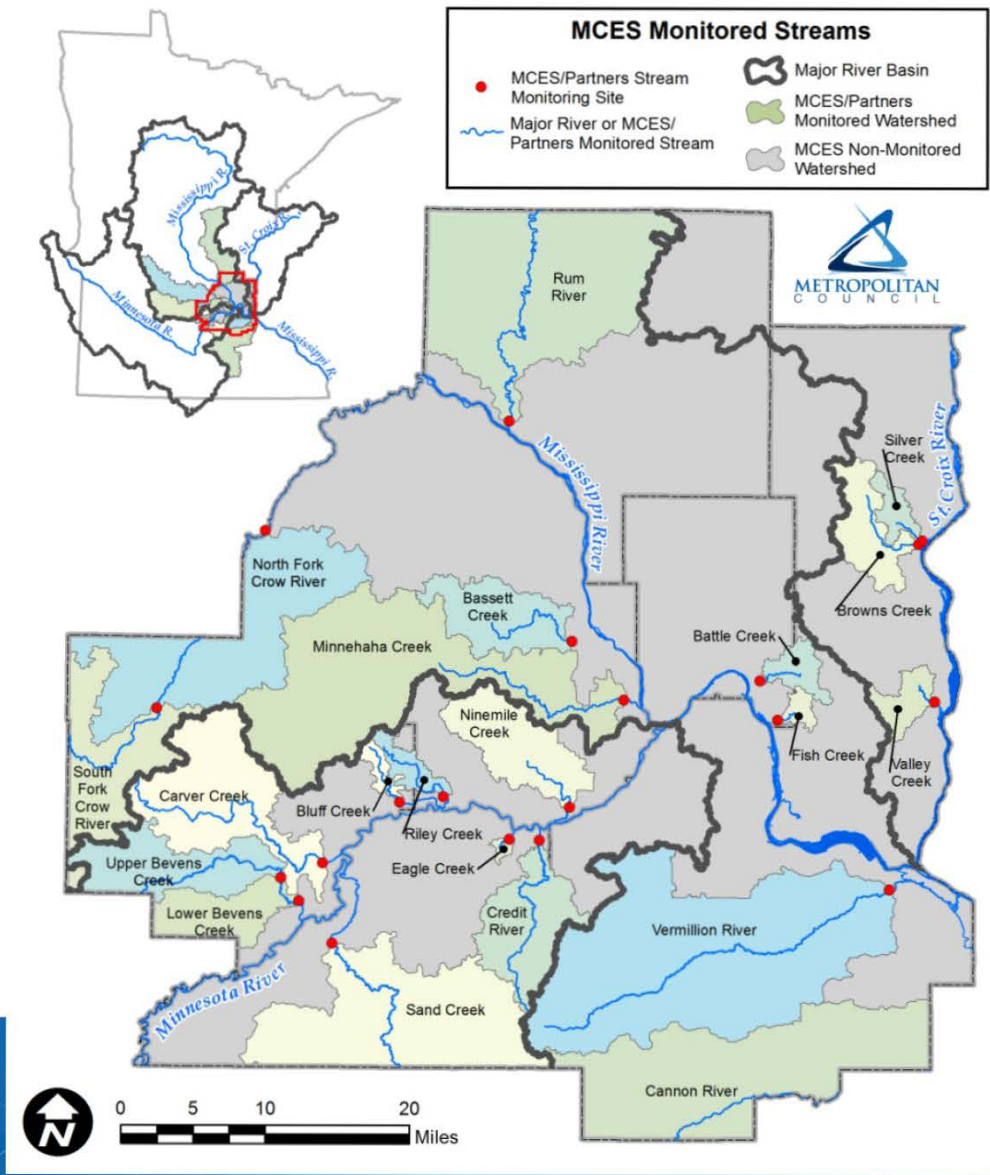 MCES Monitored Streams
MCES/Partners Stream
Monitoring Site
Major River or MCES/
Partners Monitored Stream
Major River Basin
MCES/Partners
Monitored Watershed
MCES Non-Monitored
Watershed
Mississippi R.
St. Croix R.
Minnesota R.
Mississippi R.
METROPOLITAN
COUNCIL
Rum
River
Mississippi River
Silver
Creek
St. Croix River
North Fork
Crow River
Bassett
Creek
Browns Creek
Minnehaha Creek
Battle Creek
Ninemile
Creek
Fish Creek
Valley
Creek
South
Fork
Crow
River
Carver Creek
Bluff Creek
Riley Creek
Eagle Creek
Upper Bevens
Creek
Lower Bevens
Creek
Credit
River
Vermillion River
Minnesota River
Sand Creek
Cannon River
N
0 5 10 20
Miles